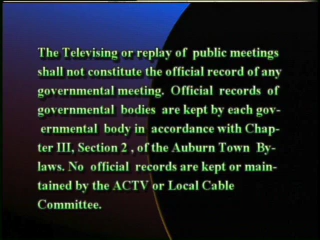 The Televising or replay of public meetings
shall not constitute the official record of any
governmental meeting. Official records of
governmental bodies are kept by each gov-
ernmental body in accordance with Chap-
ter III, Section 2 , of the Auburn Town By-
laws. No official records are kept or main-
tained by the ACTV or Local Cable
Committee.